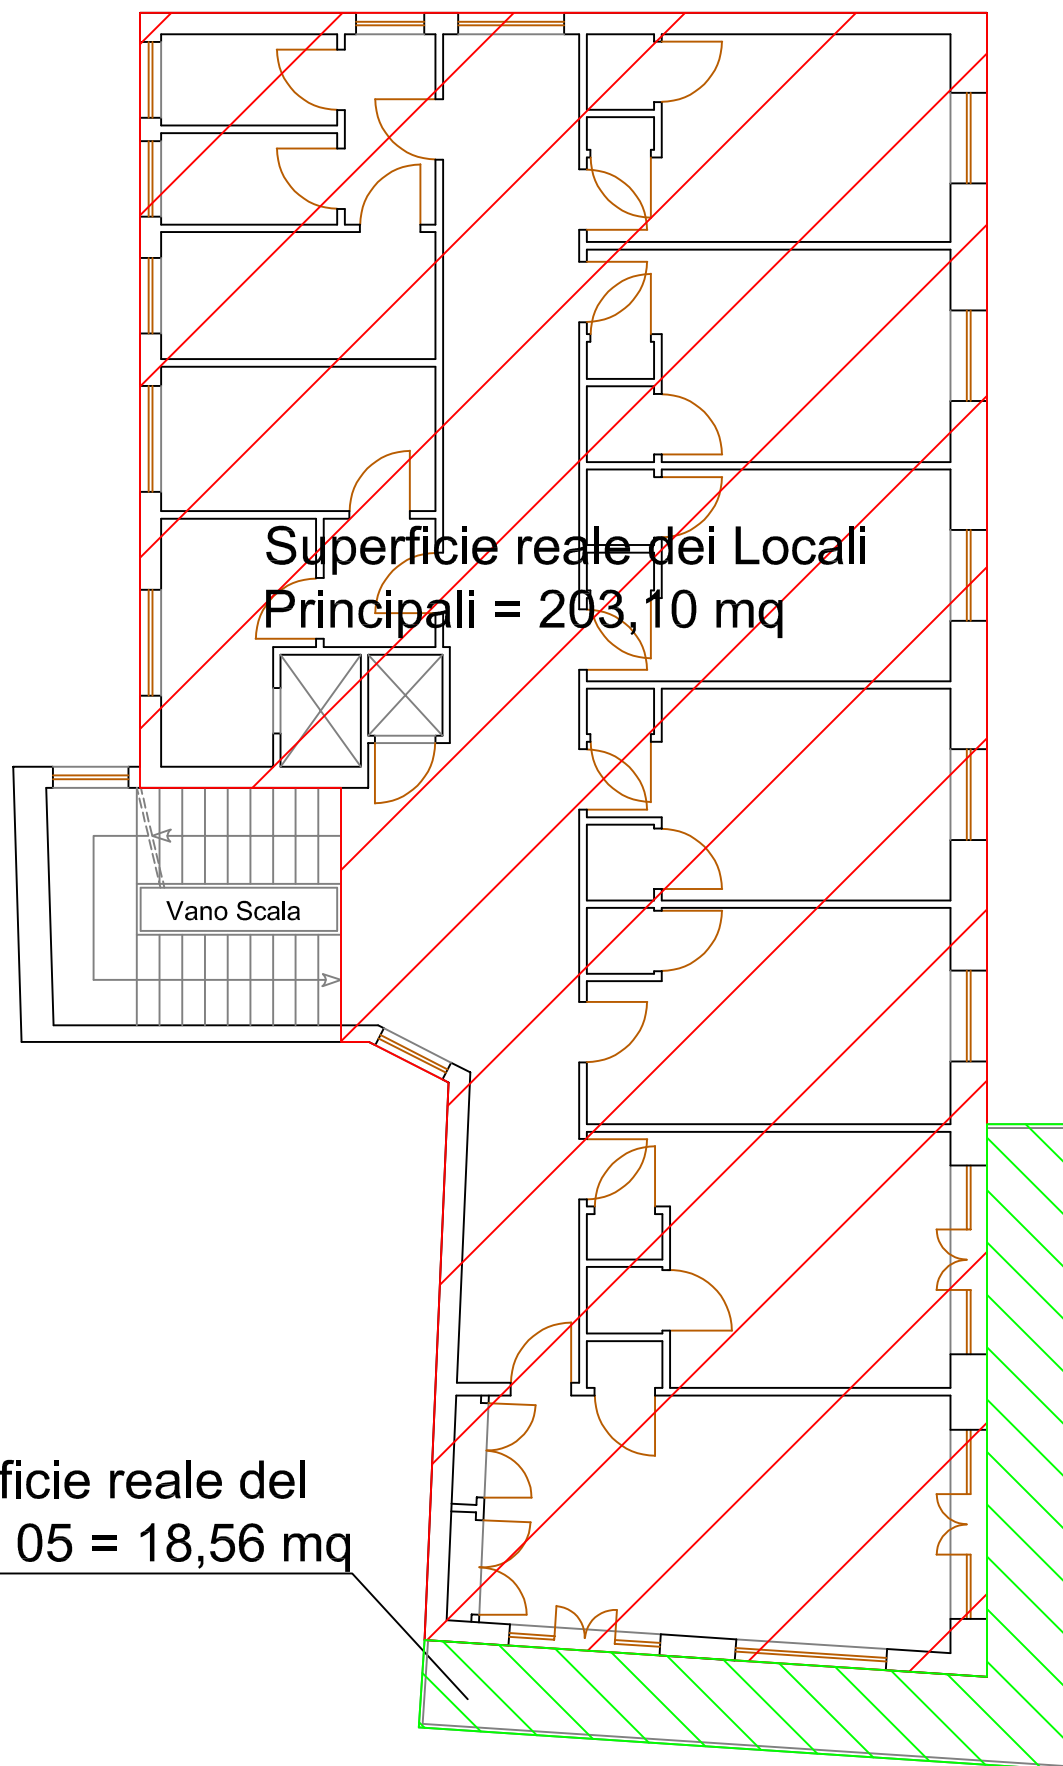 Superficie reale dei Locali
Principali = 203,10 mq
Vano Scala
ficie reale del
05 = 18,56 mq